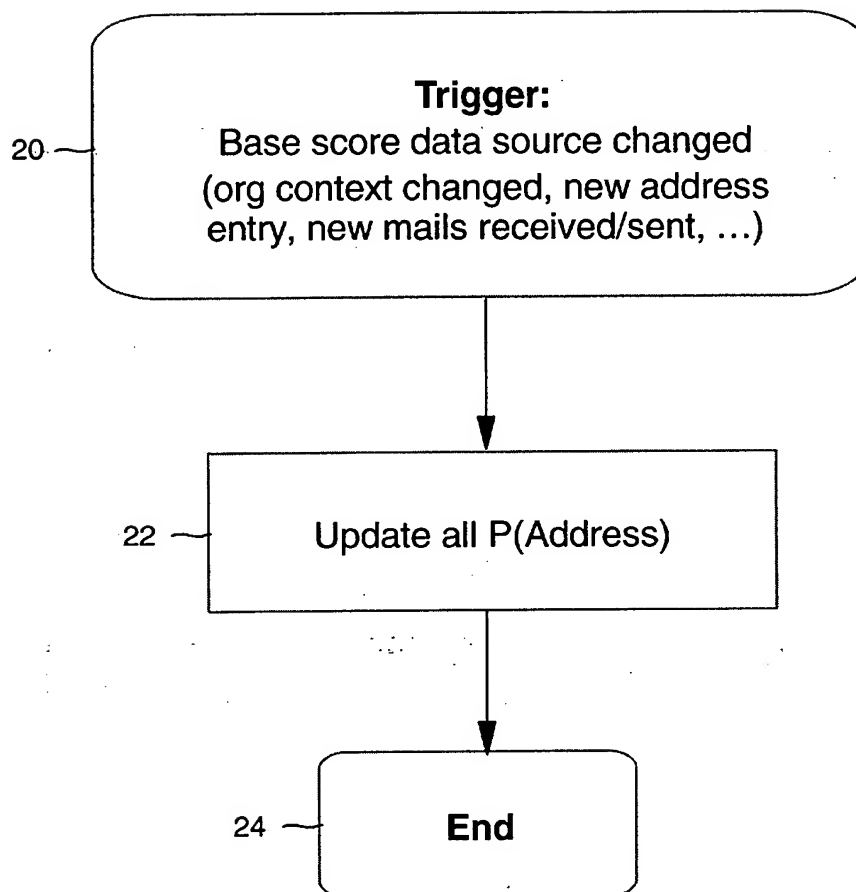 Trigger:
20
Base score data source changed
(org context changed, new address
entry, new mails received/sent, ...)
22
Update all P(Address)
24
End